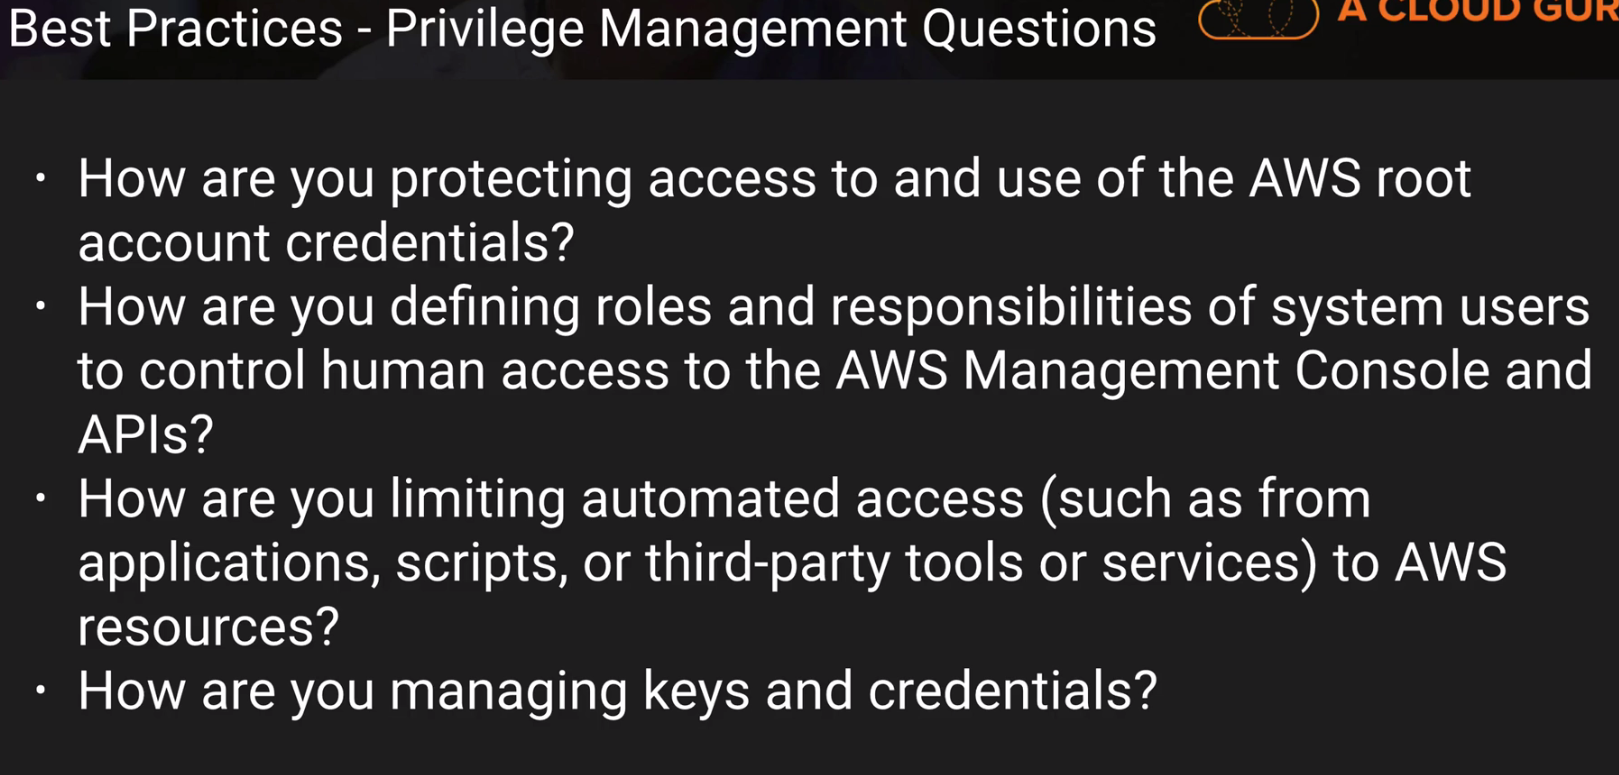 Best Practices - Privilege Management Questions
A CLOUD GUR
· How are you protecting access to and use of the AWS root
account credentials?
· How are you defining roles and responsibilities of system users
to control human access to the AWS Management Console and
APIs?
· How are you limiting automated access (such as from
applications, scripts, or third-party tools or services) to AWS
resources?
· How are you managing keys and credentials?